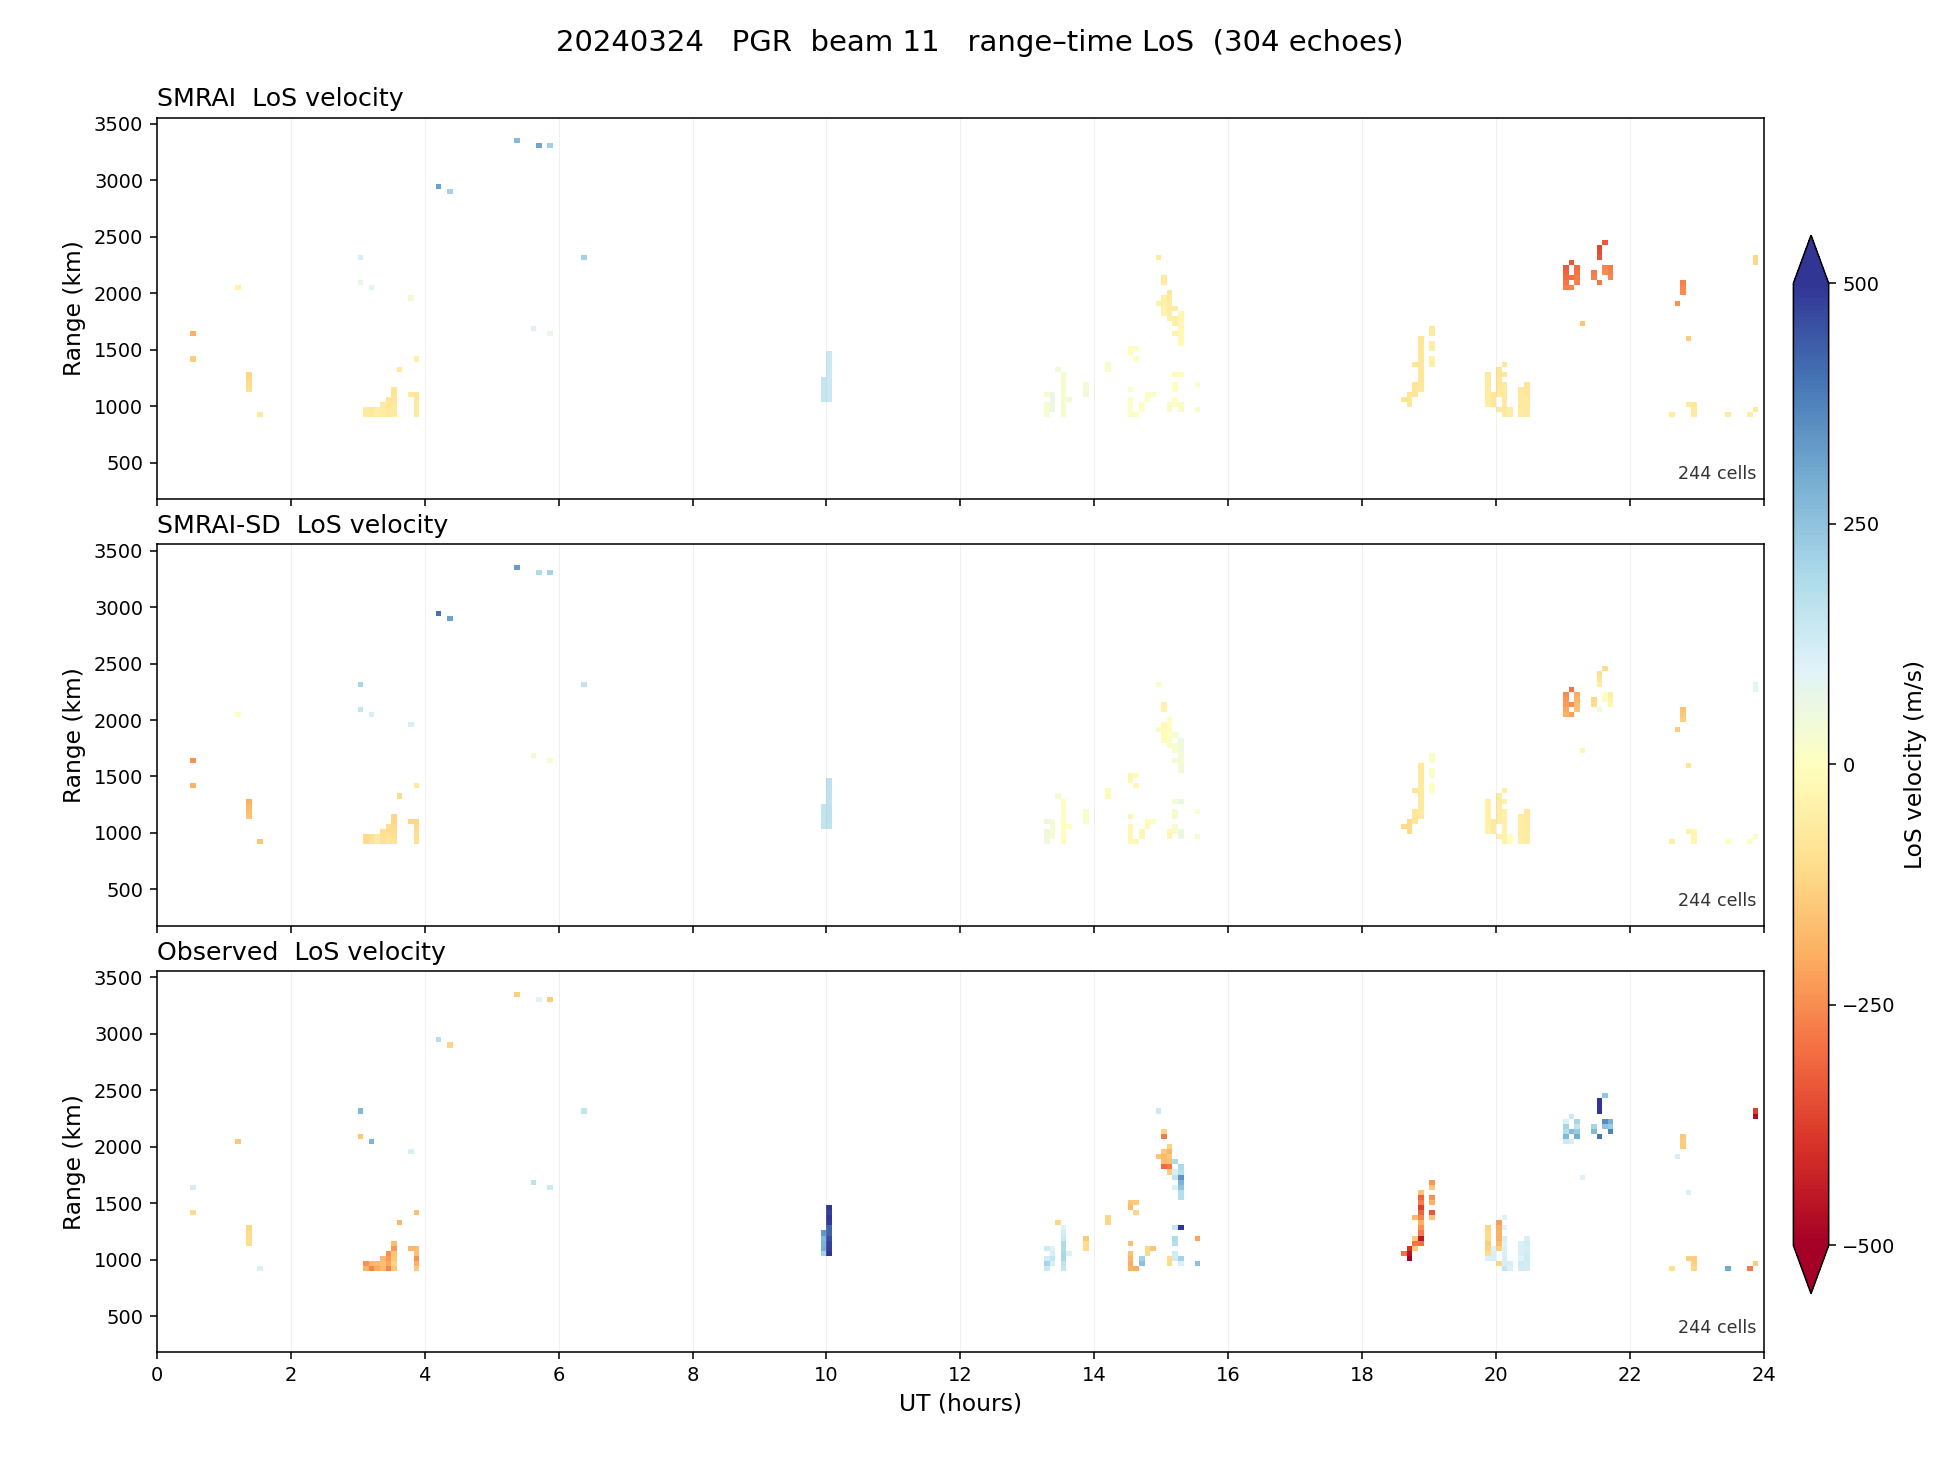 20240324 PGR beam 11 range–time LoS (304 echoes)
SMRAI LoS velocity
3500
3000
2500
2000
1500
1000
500
Range (km)
244 cells
SMRAI-SD LoS velocity
3500
3000
2500
2000
1500
1000
500
Range (km)
244 cells
Observed LoS velocity
3500
3000
2500
2000
1500
1000
500
Range (km)
244 cells
0 2 4 6 8 10 12 14 16 18 20 22 24
UT (hours)
500
250
0
−250
−500
LoS velocity (m/s)